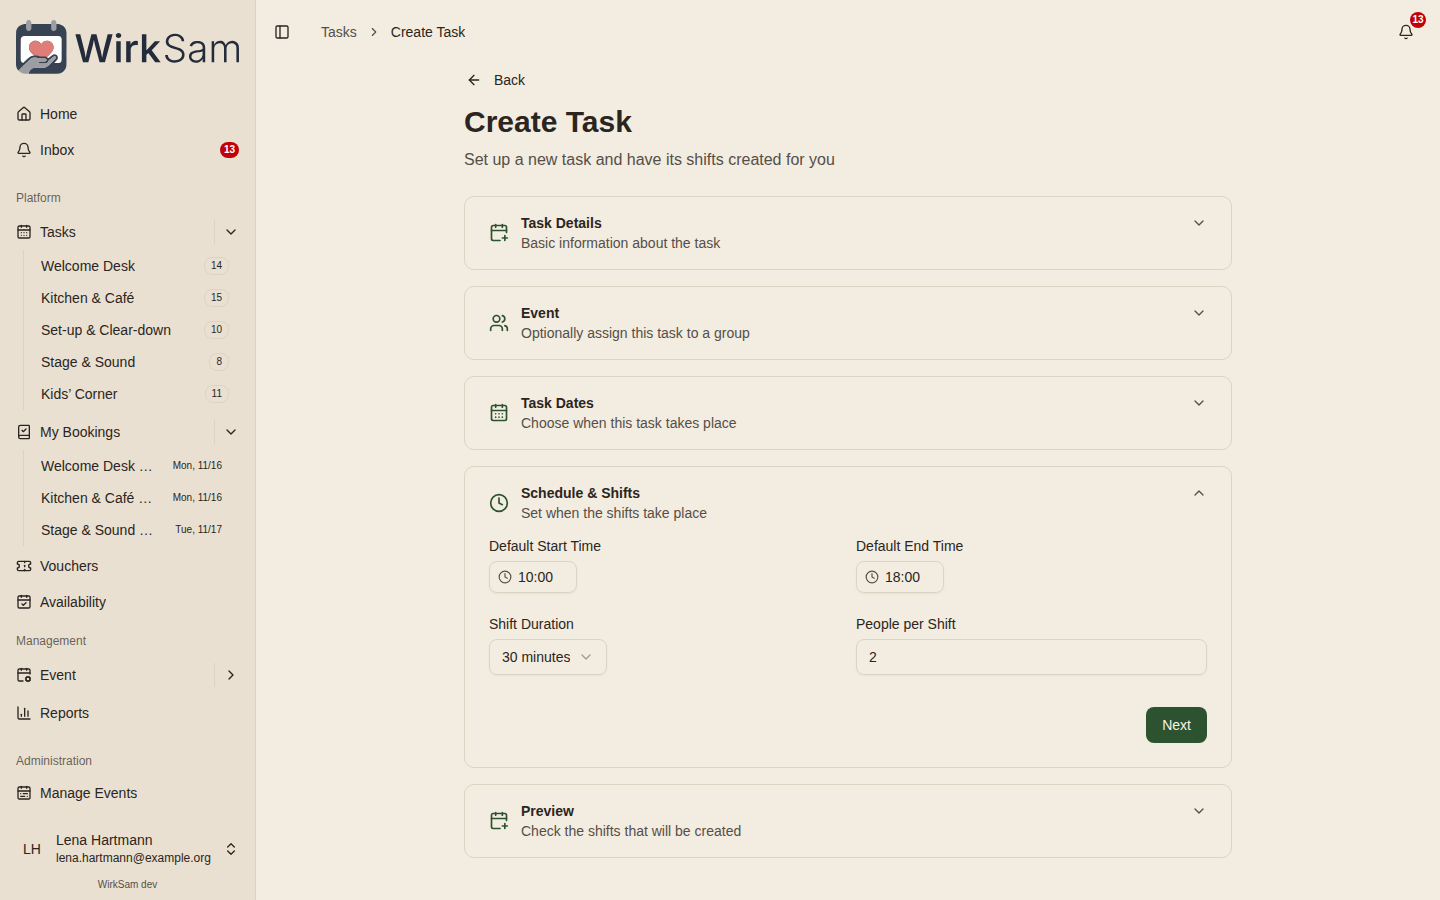 WirkSam
Home
Inbox 13
Platform
Tasks
Welcome Desk 14
Kitchen & Café 15
Set-up & Clear-down 10
Stage & Sound 8
Kids’ Corner 11
My Bookings
Welcome Desk … Mon, 11/16
Kitchen & Café … Mon, 11/16
Stage & Sound … Tue, 11/17
Vouchers
Availability
Management
Event
Reports
Administration
Manage Events
LH
Lena Hartmann
lena.hartmann@example.org
WirkSam dev
Tasks Create Task
13
Back
Create Task
Set up a new task and have its shifts created for you
Task Details
Basic information about the task
Event
Optionally assign this task to a group
Task Dates
Choose when this task takes place
Schedule & Shifts
Set when the shifts take place
Default Start Time Default End Time
10:00 18:00
Shift Duration People per Shift
30 minutes 2
Next
Preview
Check the shifts that will be created